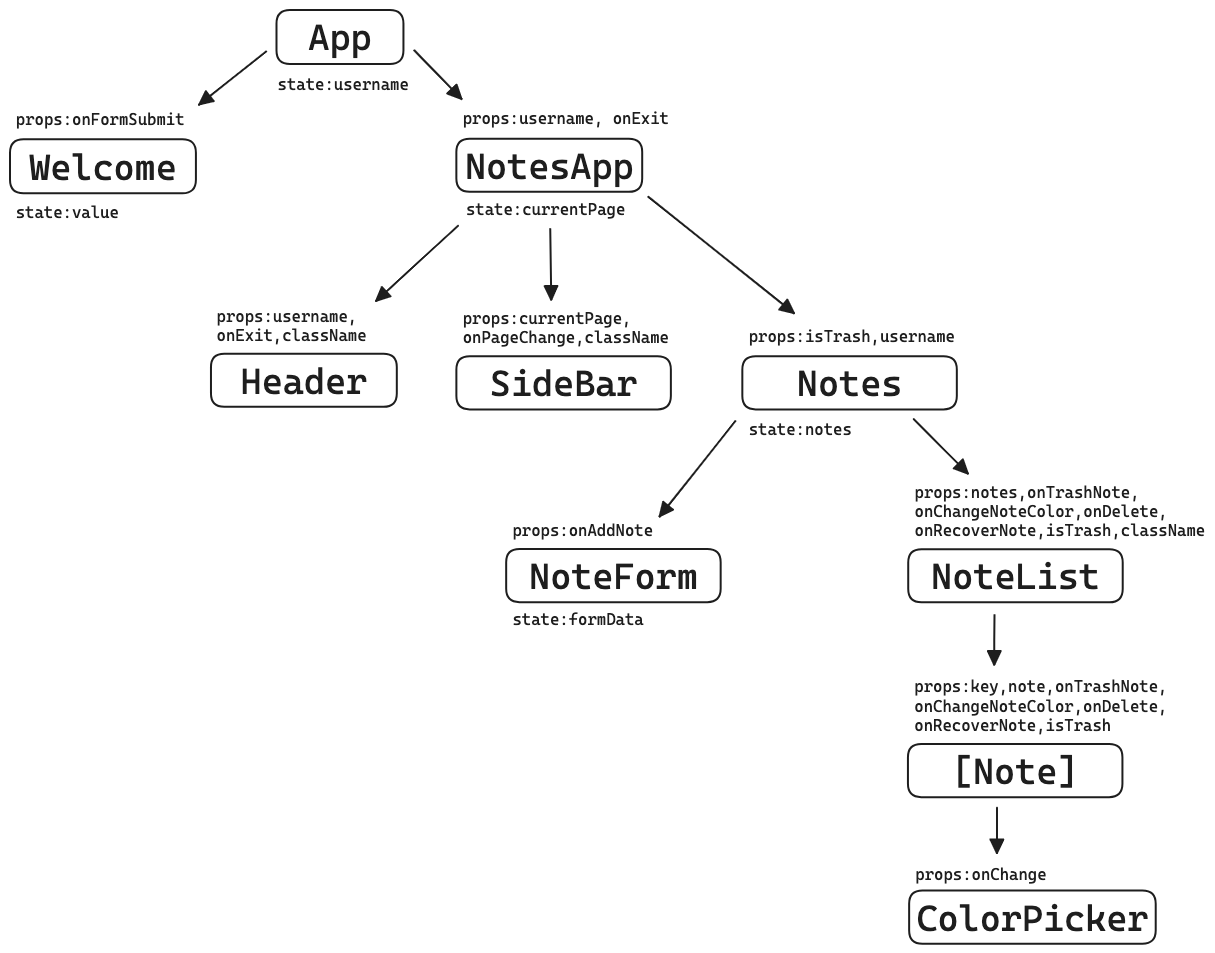 App
state:username
props:onFormSubmit
Welcome
state:value
props:username, onExit
NotesApp
state:currentPage
props:username,
onExit,className
Header
props:currentPage,
onPageChange,className
SideBar
props:isTrash,username
Notes
state:notes
props:onAddNote
NoteForm
state:formData
props:notes,onTrashNote,
onChangeNoteColor,onDelete,
onRecoverNote,isTrash,className
NoteList
props:key,note,onTrashNote,
onChangeNoteColor,onDelete,
onRecoverNote,isTrash
[Note]
props:onChange
ColorPicker